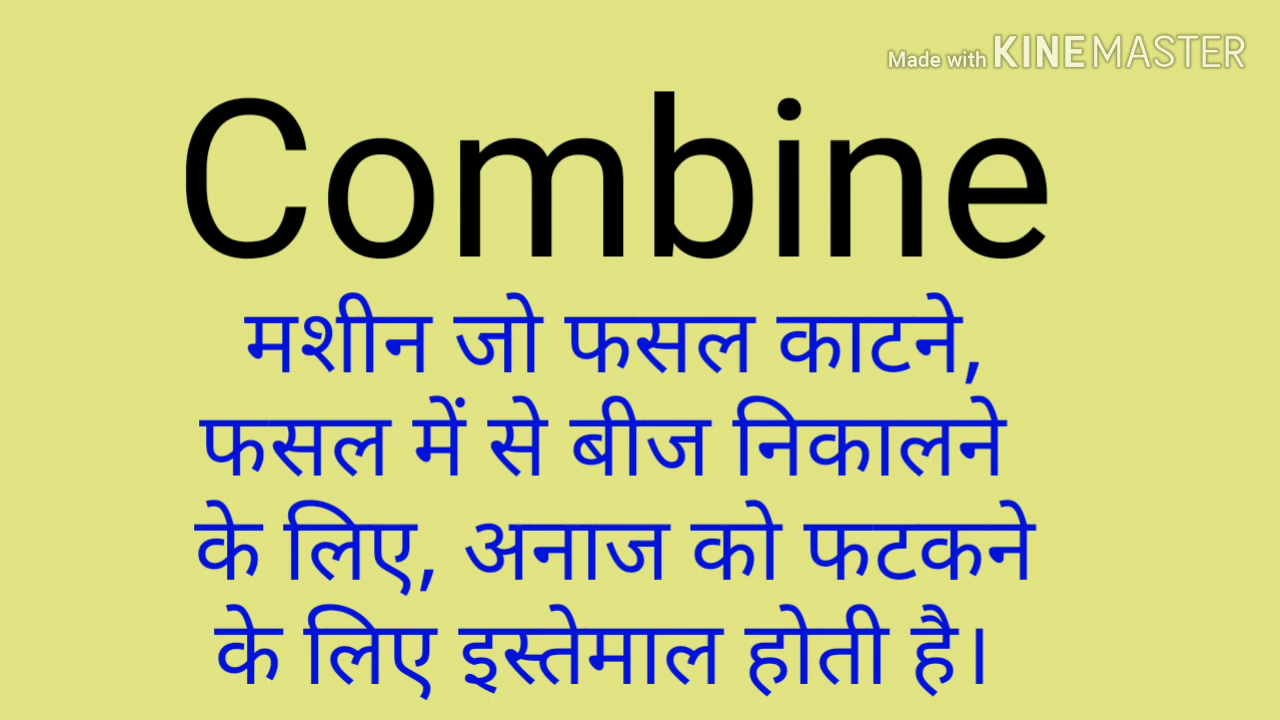 Made with KINEMASTER
Combine
मशीन जो फसल काटने,
फसल में से बीज निकालने
के लिए, अनाज को फटकने
के लिए इस्तेमाल होती है।